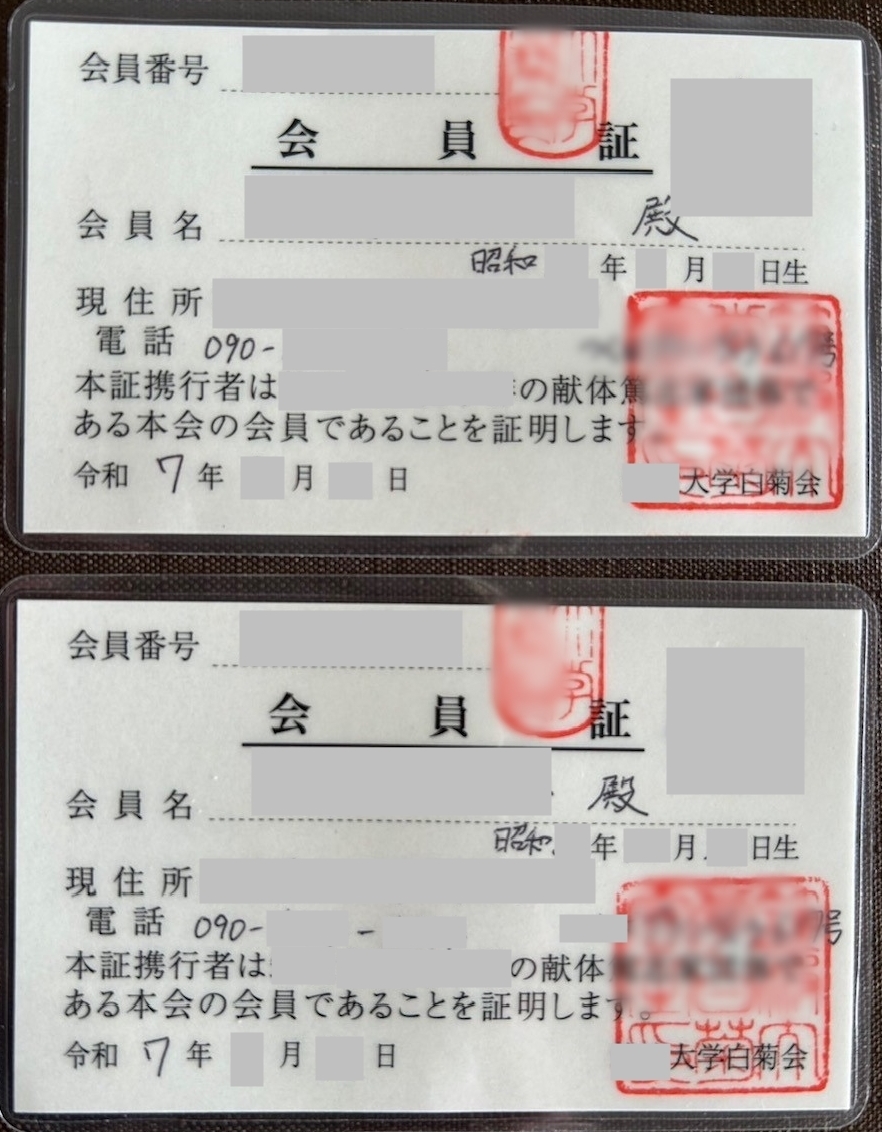 会員番号
会員証
会員名 殿
昭和 年 月 日生
現住所
電話 090-
号
本証携行者は の献体篤
ある本会の会員であることを証明します
令和 7 年 月 日
大学白菊会
会員番号
会員証
会員名 殿
昭和 年 月 日生
現住所
電話 090- -
号
本証携行者は の献体
ある本会の会員であることを証明します。
令和 7 年 月 日
大学白菊会